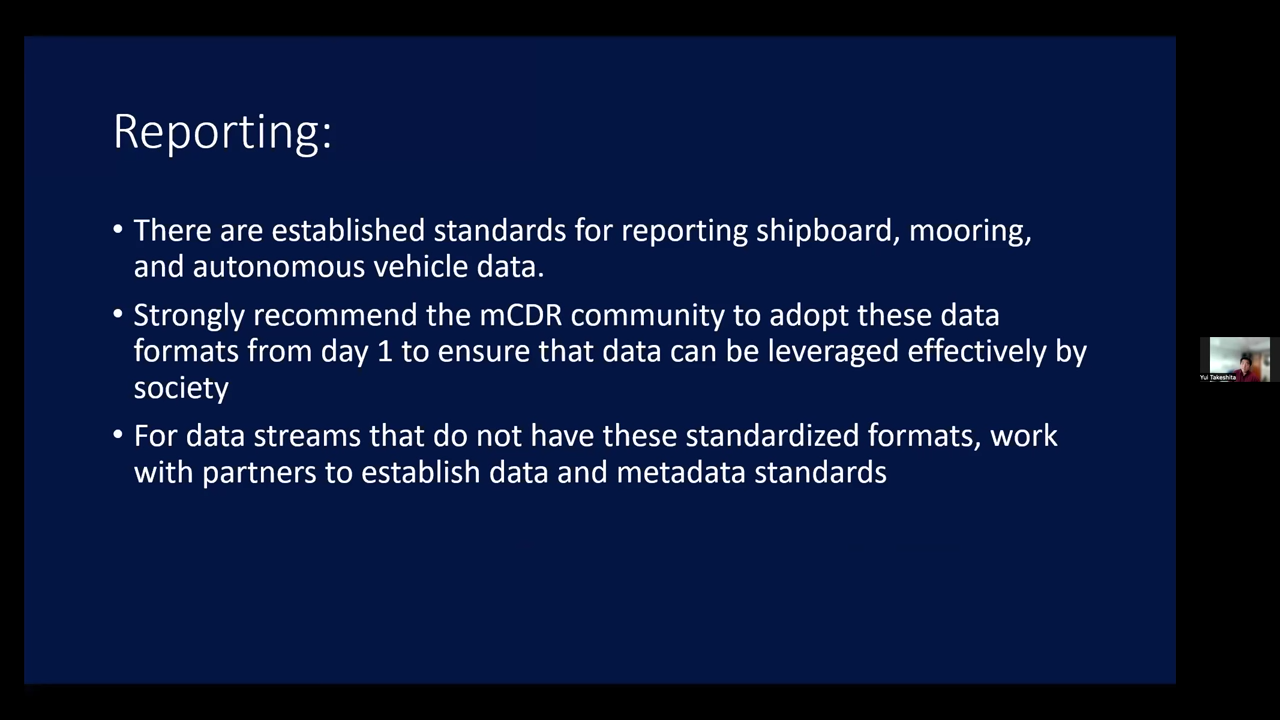 Reporting:
• There are established standards for reporting shipboard, mooring,
and autonomous vehicle data.
• Strongly recommend the mCDR community to adopt these data
formats from day 1 to ensure that data can be leveraged effectively by
society
• For data streams that do not have these standardized formats, work
with partners to establish data and metadata standards
Yui Takeshita